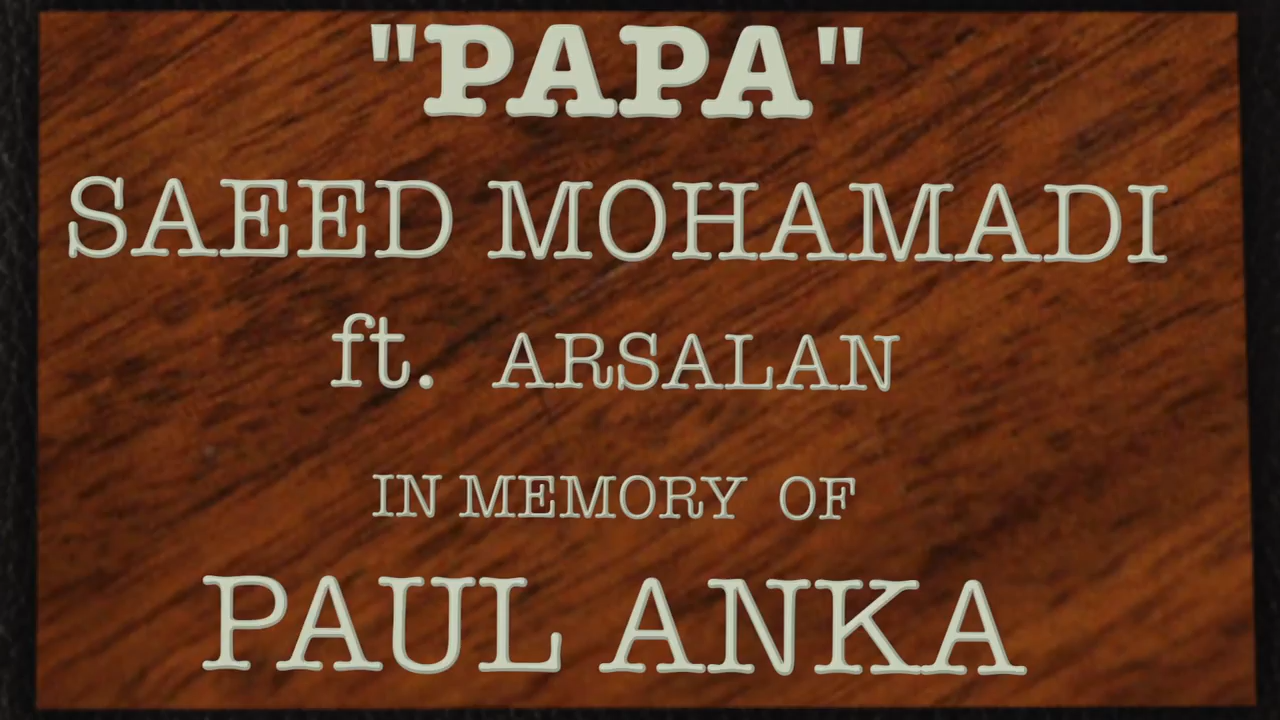 "PAPA"
SAEED MOHAMADI
ft. ARSALAN
IN MEMORY OF
PAUL ANKA